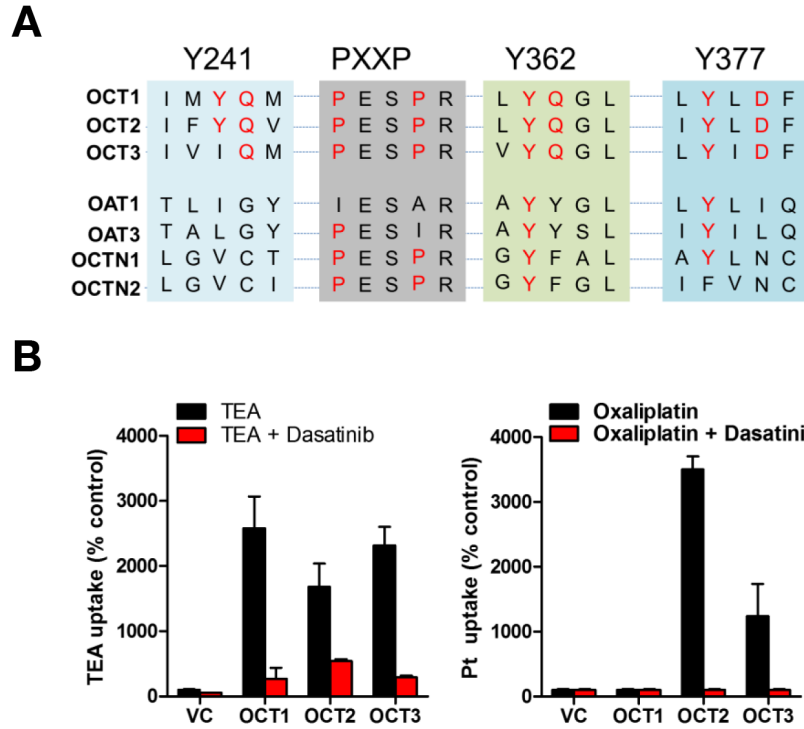 A
Y241 PXXP Y362 Y377
OCT1 I M Y Q M P E S P R L Y Q G L L Y L D F
OCT2 I F Y Q V P E S P R L Y Q G L I Y L D F
OCT3 I V I Q M P E S P R V Y Q G L L Y I D F
OAT1 T L I G Y I E S A R A Y Y G L L Y L I Q
OAT3 T A L G Y P E S I R A Y Y S L I Y I L Q
OCTN1 L G V C T P E S P R G Y F A L A Y L N C
OCTN2 L G V C I P E S P R G Y F G L I F V N C
B
TEA
TEA + Dasatinib
TEA uptake (% control)
4000
3000
2000
1000
0
VC OCT1 OCT2 OCT3
Oxaliplatin
Oxaliplatin + Dasatini
Pt uptake (% control)
4000
3000
2000
1000
0
VC OCT1 OCT2 OCT3